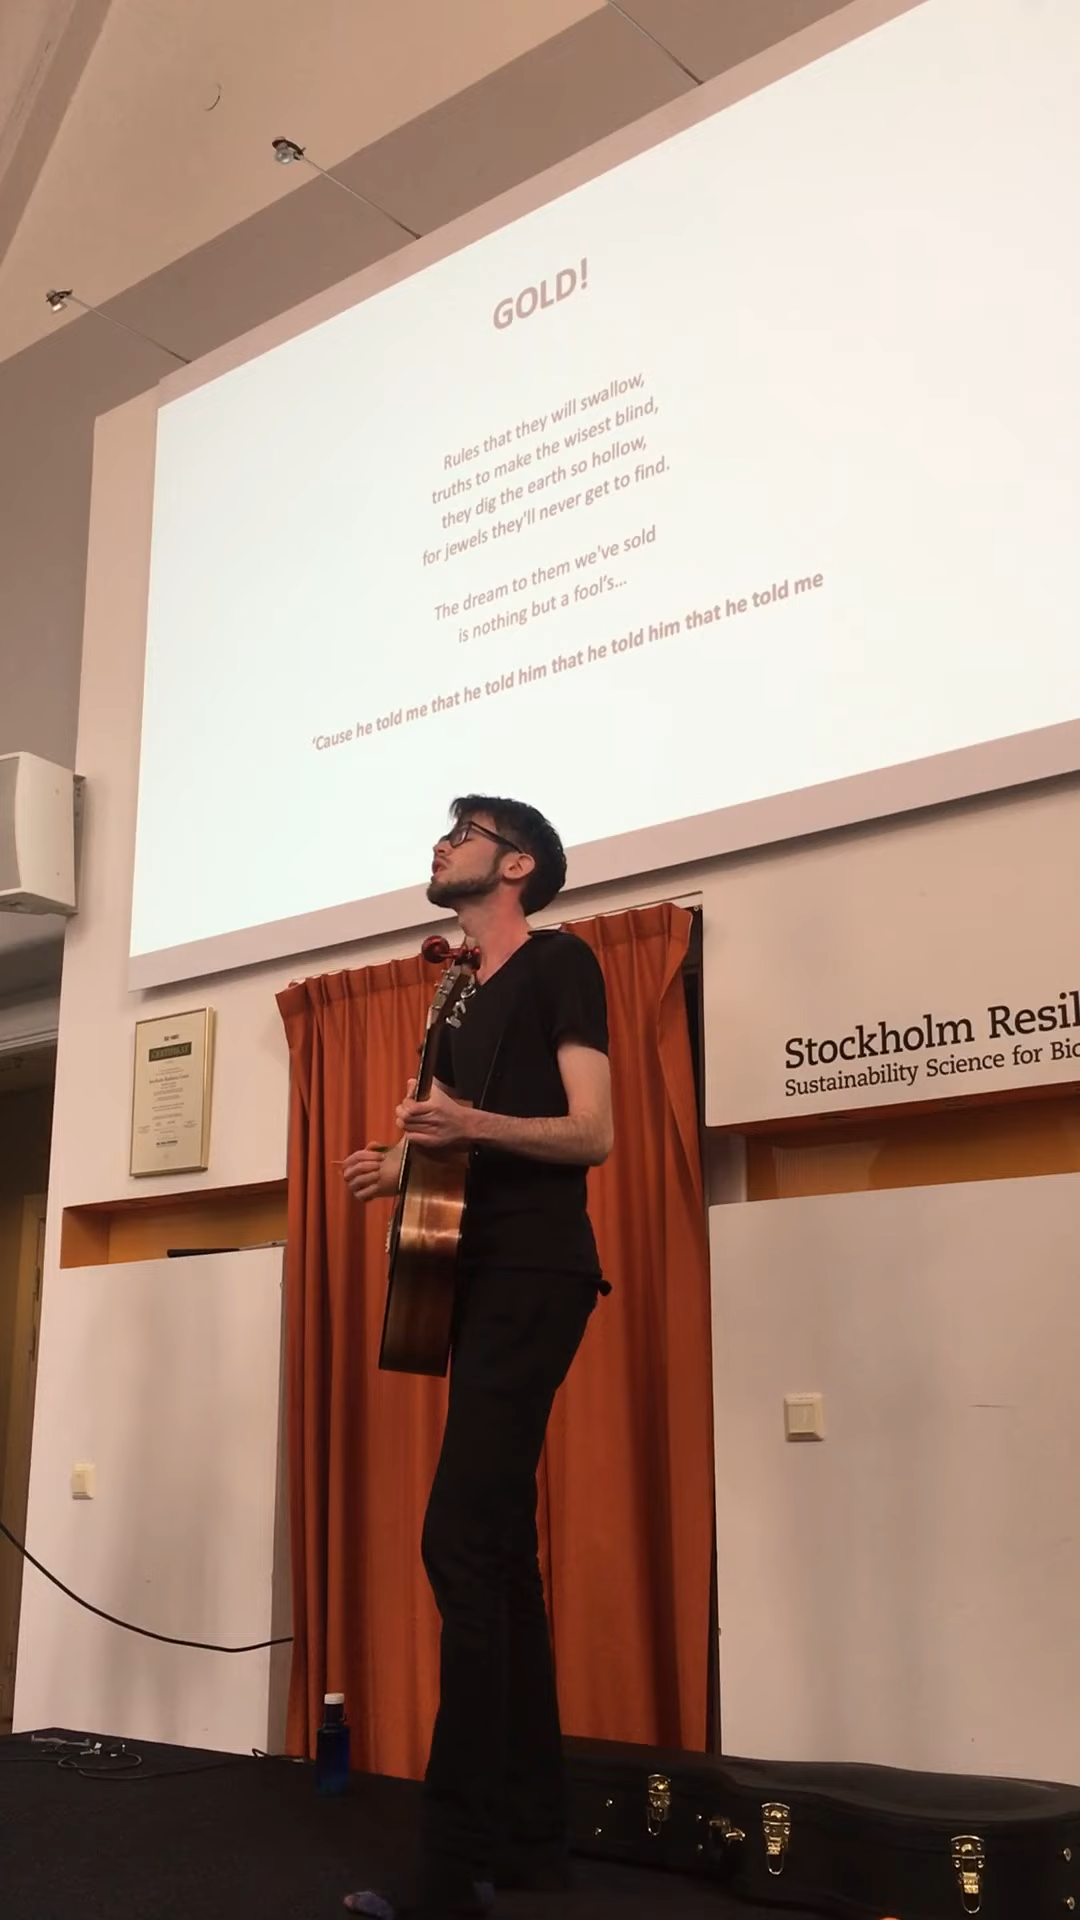 GOLD!
Rules that they will swallow,
truths to make the wisest blind,
they dig the earth so hollow,
for jewels they'll never get to find.
The dream to them we've sold
is nothing but a fool's...
‘Cause he told me that he told him that he told him that he told me
Stockholm Resil
Sustainability Science for Bio